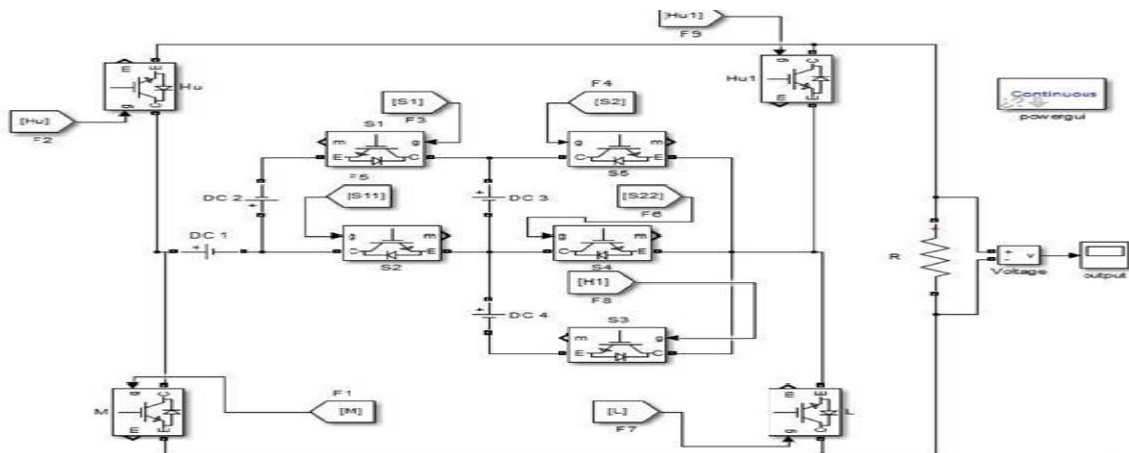 [Hu1]
F9
Hu
Hu1
[Hu]
F2
F4
[S1]
F3
[S2]
Continuous
powergui
S1
m
g
E
C
g
m
C
E
F5
S5
DC 2
[S11]
DC 3
[S22]
F6
DC 1
g
m
C
E
S2
g
m
C
E
S4
R
v
Voltage
output
[H1]
F8
DC 4
S3
m
g
E
C
M
F1
[M]
[L]
F7
L